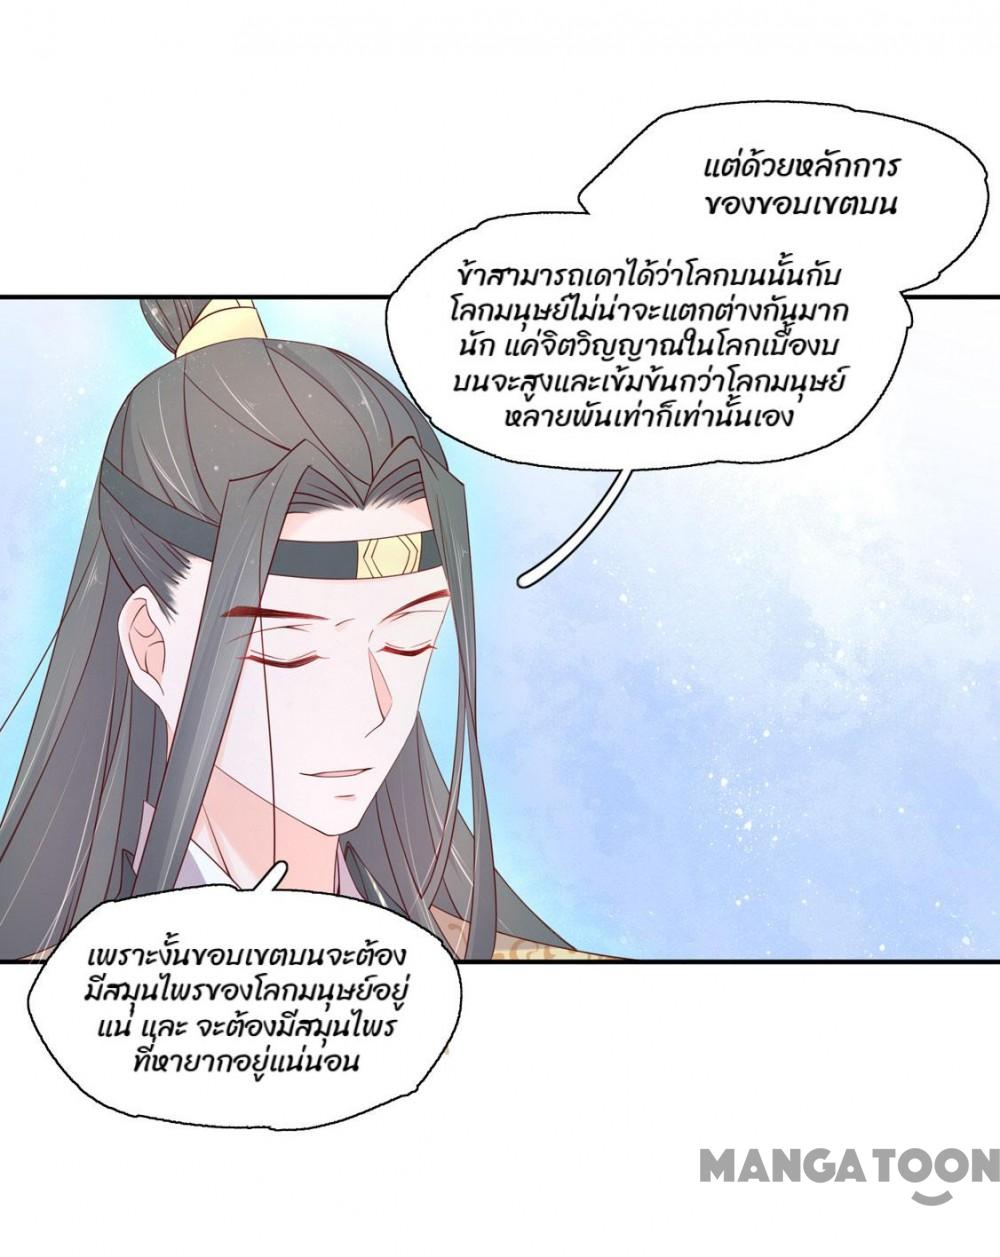 แต่ด้วยหลักการ
ของขอบเขตบน
ข้าสามารถเดาได้ว่าโลกบนนั้นกับ
โลกมนุษย์ไม่น่าจะแตกต่างกันมาก
นัก แค่จิตวิญญาณในโลกเบื้องบ
บนจะสูงและเข้มข้นกว่าโลกมนุษย์
หลายพันเท่าก็เท่านั้นเอง
เพราะงั้นขอบเขตบนจะต้อง
มีสมุนไพรของโลกมนุษย์อยู่
แน่ และ จะต้องมีสมุนไพร
ที่หายากอยู่แน่นอน
MANGATOON